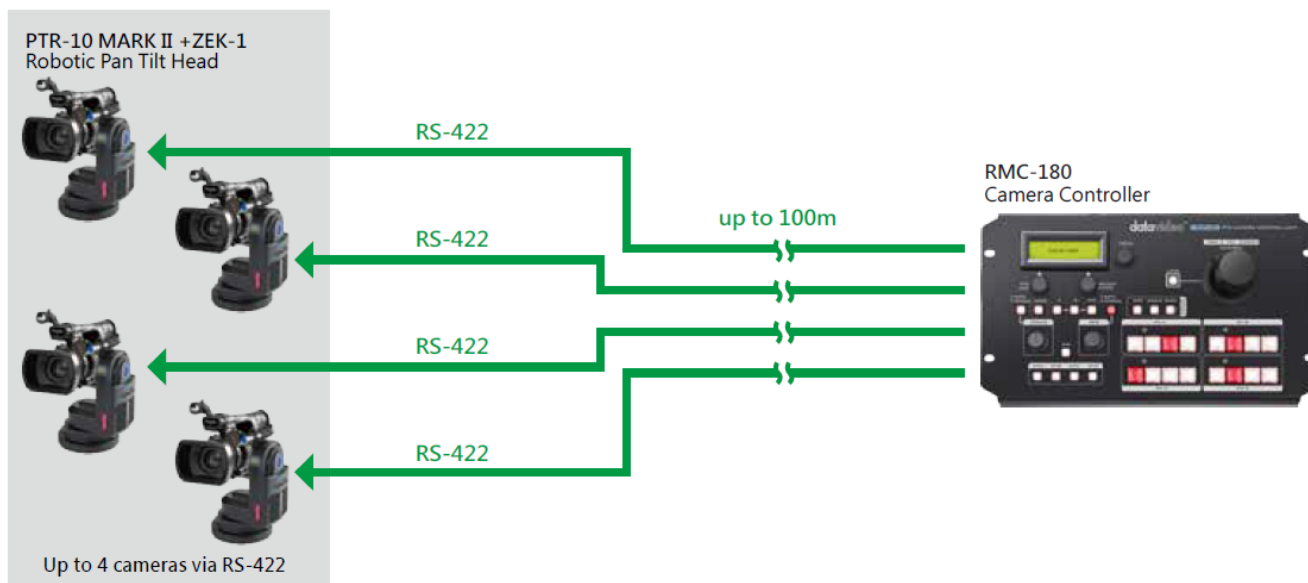 PTR-10 MARK II +ZEK-1
Robotic Pan Tilt Head
RS-422
RS-422
up to 100m
RS-422
RS-422
Up to 4 cameras via RS-422
RMC-180
Camera Controller
datavideo